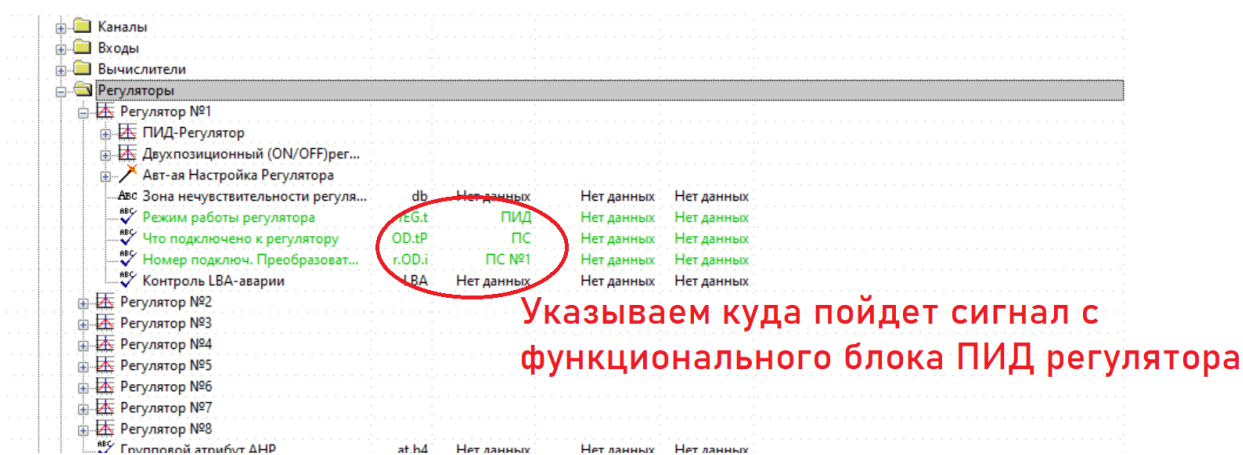 Каналы
Входы
Вычислители
Регуляторы
Регулятор №1
ПИД-Регулятор
Двухпозиционный (ON/OFF)рег...
Авт-ая Настройка Регулятора
Зона нечувствительности регуля... db Нет данных Нет данных Нет данных
Режим работы регулятора rEG.t ПИД Нет данных Нет данных
Что подключено к регулятору OD.tP ПС Нет данных Нет данных
Номер подключ. Преобразоват... r.OD.i ПС №1 Нет данных Нет данных
Контроль LBA-аварии LBA Нет данных Нет данных Нет данных
Регулятор №2
Указываем куда пойдет сигнал с
Регулятор №3
Регулятор №4
функционального блока ПИД регулятора
Регулятор №5
Регулятор №6
Регулятор №7
Регулятор №8
Групповой атрибут АНР at.b4 Нет данных Нет данных Нет данных